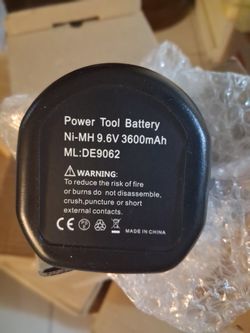 Power Tool Battery
Ni-MH 9.6V 3600mAh
ML:DE9062
WARNING:
To reduce the risk of fire
or burns do not disassemble,
crush,puncture or short
external contacts.
CE MADE IN CHINA